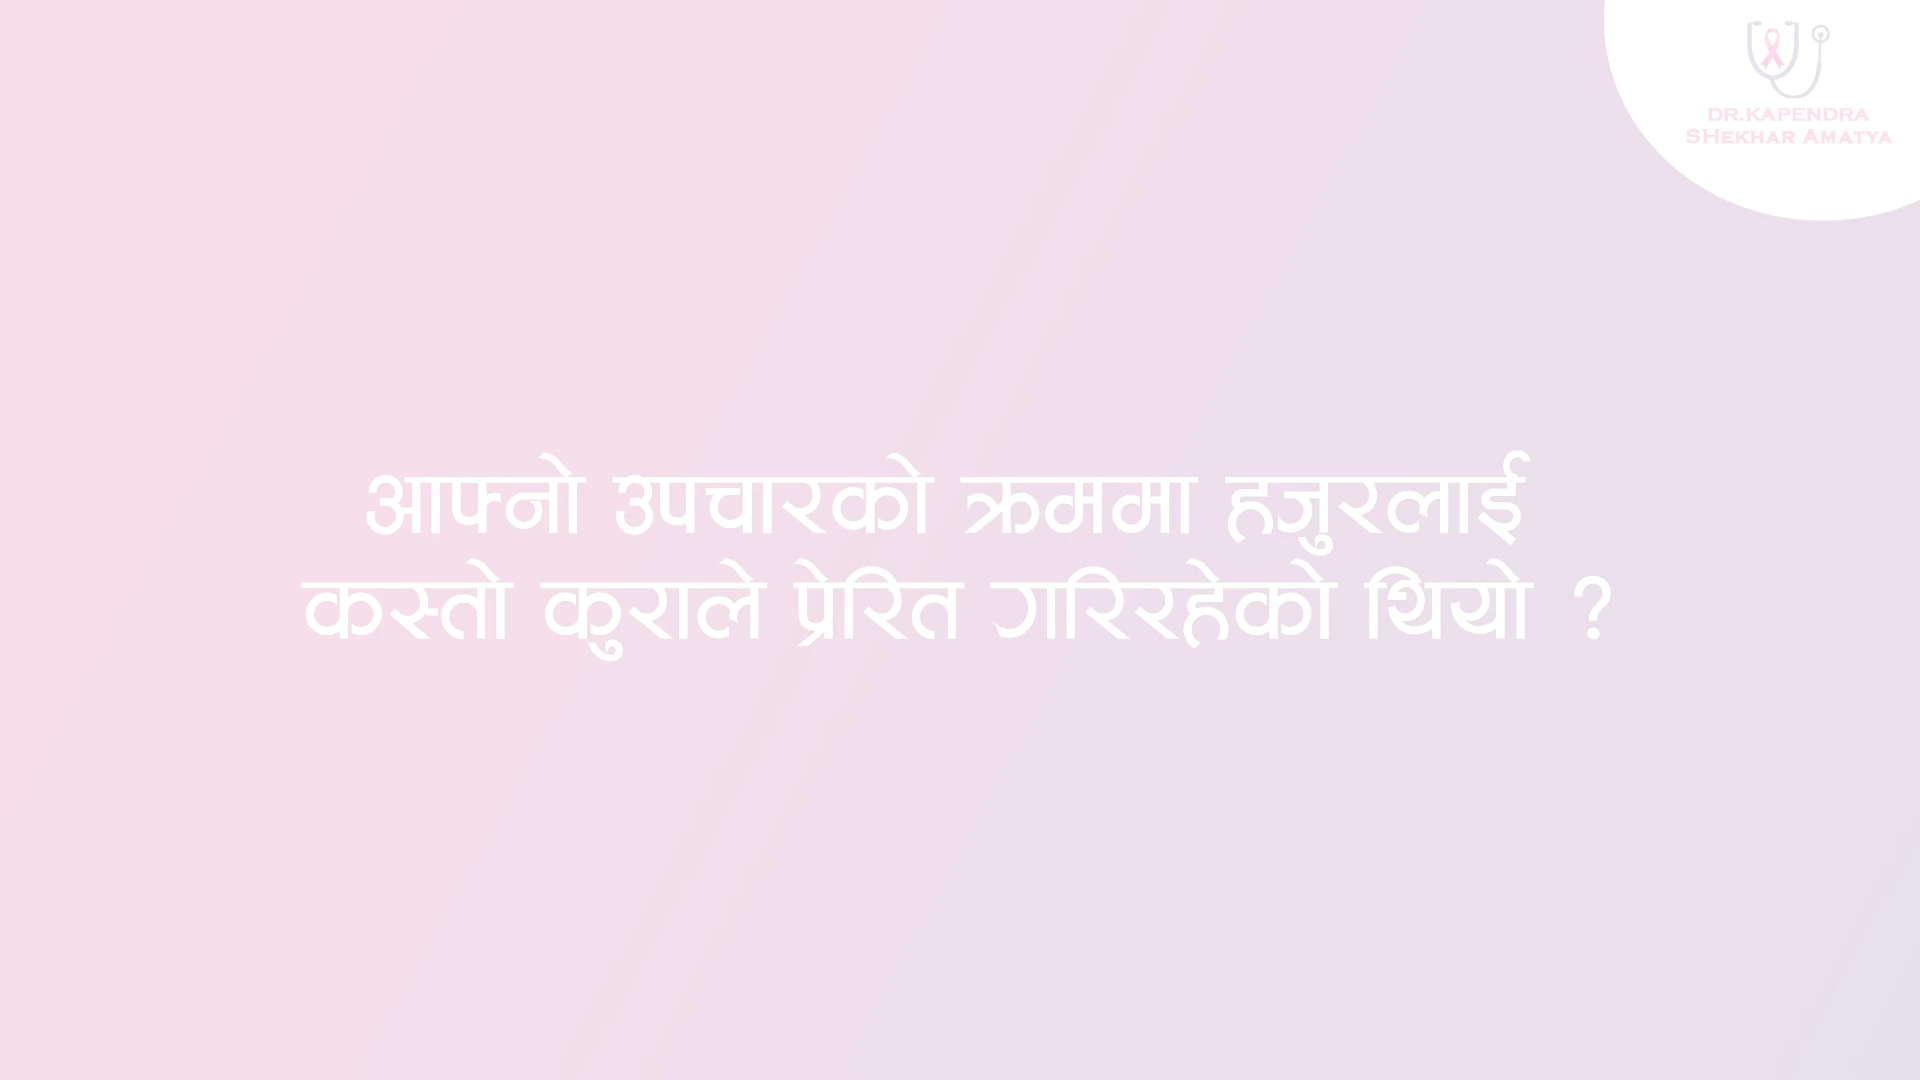 DR.KAPENDRA
SHEKHAR AMATYA
आफ्नो उपचारको क्रममा हजुरलाई
कस्तो कुराले प्रेरित गरिरहेको थियो ?